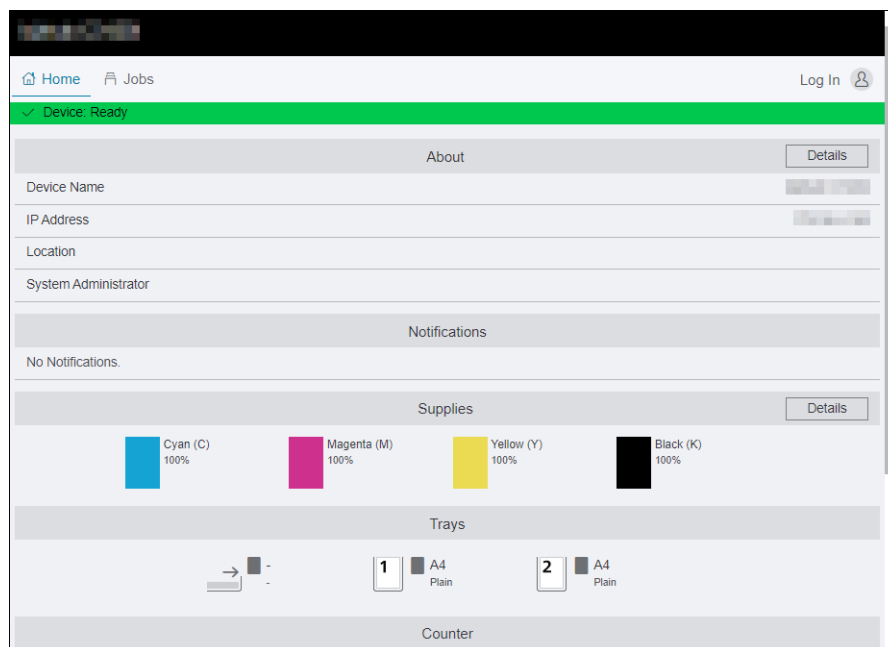 Home Jobs Log In
Device: Ready
About Details
Device Name
IP Address
Location
System Administrator
Notifications
No Notifications.
Supplies Details
Cyan (C) Magenta (M) Yellow (Y) Black (K)
100% 100% 100% 100%
Trays
- 1 A4 2 A4
- Plain Plain
Counter